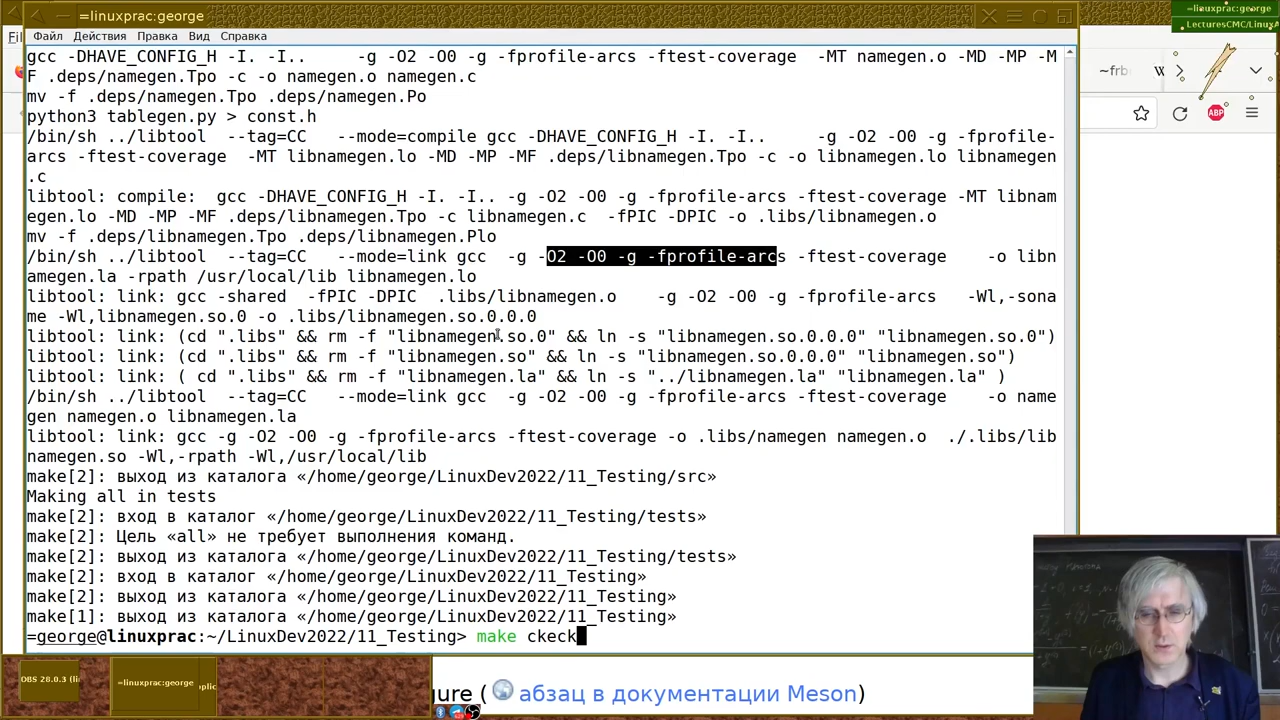 =linuxprac:george
Файл Действия Правка Вид Справка
gcc -DHAVE_CONFIG_H -I. -I.. -g -O2 -O0 -g -fprofile-arcs -ftest-coverage -MT namegen.o -MD -MP -M
F .deps/namegen.Tpo -c -o namegen.o namegen.c
mv -f .deps/namegen.Tpo .deps/namegen.Po
python3 tablegen.py > const.h
/bin/sh ../libtool --tag=CC --mode=compile gcc -DHAVE_CONFIG_H -I. -I.. -g -O2 -O0 -g -fprofile-
arcs -ftest-coverage -MT libnamegen.lo -MD -MP -MF .deps/libnamegen.Tpo -c -o libnamegen.lo libnamegen
.c
libtool: compile: gcc -DHAVE_CONFIG_H -I. -I.. -g -O2 -O0 -g -fprofile-arcs -ftest-coverage -MT libnam
egen.lo -MD -MP -MF .deps/libnamegen.Tpo -c libnamegen.c -fPIC -DPIC -o .libs/libnamegen.o
mv -f .deps/libnamegen.Tpo .deps/libnamegen.Plo
/bin/sh ../libtool --tag=CC --mode=link gcc -g -O2 -O0 -g -fprofile-arcs -ftest-coverage -o libn
amegen.la -rpath /usr/local/lib libnamegen.lo
libtool: link: gcc -shared -fPIC -DPIC .libs/libnamegen.o -g -O2 -O0 -g -fprofile-arcs -Wl,-sona
me -Wl,libnamegen.so.0 -o .libs/libnamegen.so.0.0.0
libtool: link: (cd ".libs" && rm -f "libnamegen.so.0" && ln -s "libnamegen.so.0.0.0" "libnamegen.so.0")
libtool: link: (cd ".libs" && rm -f "libnamegen.so" && ln -s "libnamegen.so.0.0.0" "libnamegen.so")
libtool: link: ( cd ".libs" && rm -f "libnamegen.la" && ln -s "../libnamegen.la" "libnamegen.la" )
/bin/sh ../libtool --tag=CC --mode=link gcc -g -O2 -O0 -g -fprofile-arcs -ftest-coverage -o name
gen namegen.o libnamegen.la
libtool: link: gcc -g -O2 -O0 -g -fprofile-arcs -ftest-coverage -o .libs/namegen namegen.o ./.libs/lib
namegen.so -Wl,-rpath -Wl,/usr/local/lib
make[2]: выход из каталога «/home/george/LinuxDev2022/11_Testing/src»
Making all in tests
make[2]: вход в каталог «/home/george/LinuxDev2022/11_Testing/tests»
make[2]: Цель «all» не требует выполнения команд.
make[2]: выход из каталога «/home/george/LinuxDev2022/11_Testing/tests»
make[2]: вход в каталог «/home/george/LinuxDev2022/11_Testing»
make[2]: выход из каталога «/home/george/LinuxDev2022/11_Testing»
make[1]: выход из каталога «/home/george/LinuxDev2022/11_Testing»
=george@linuxprac:~/LinuxDev2022/11_Testing> make ckeck
=linuxprac:george
LecturesCMC/Linux
~frb
W
ABP
OBS 28.0.3 (li
=linuxprac:george
plic
gure ( абзац в документации Meson)